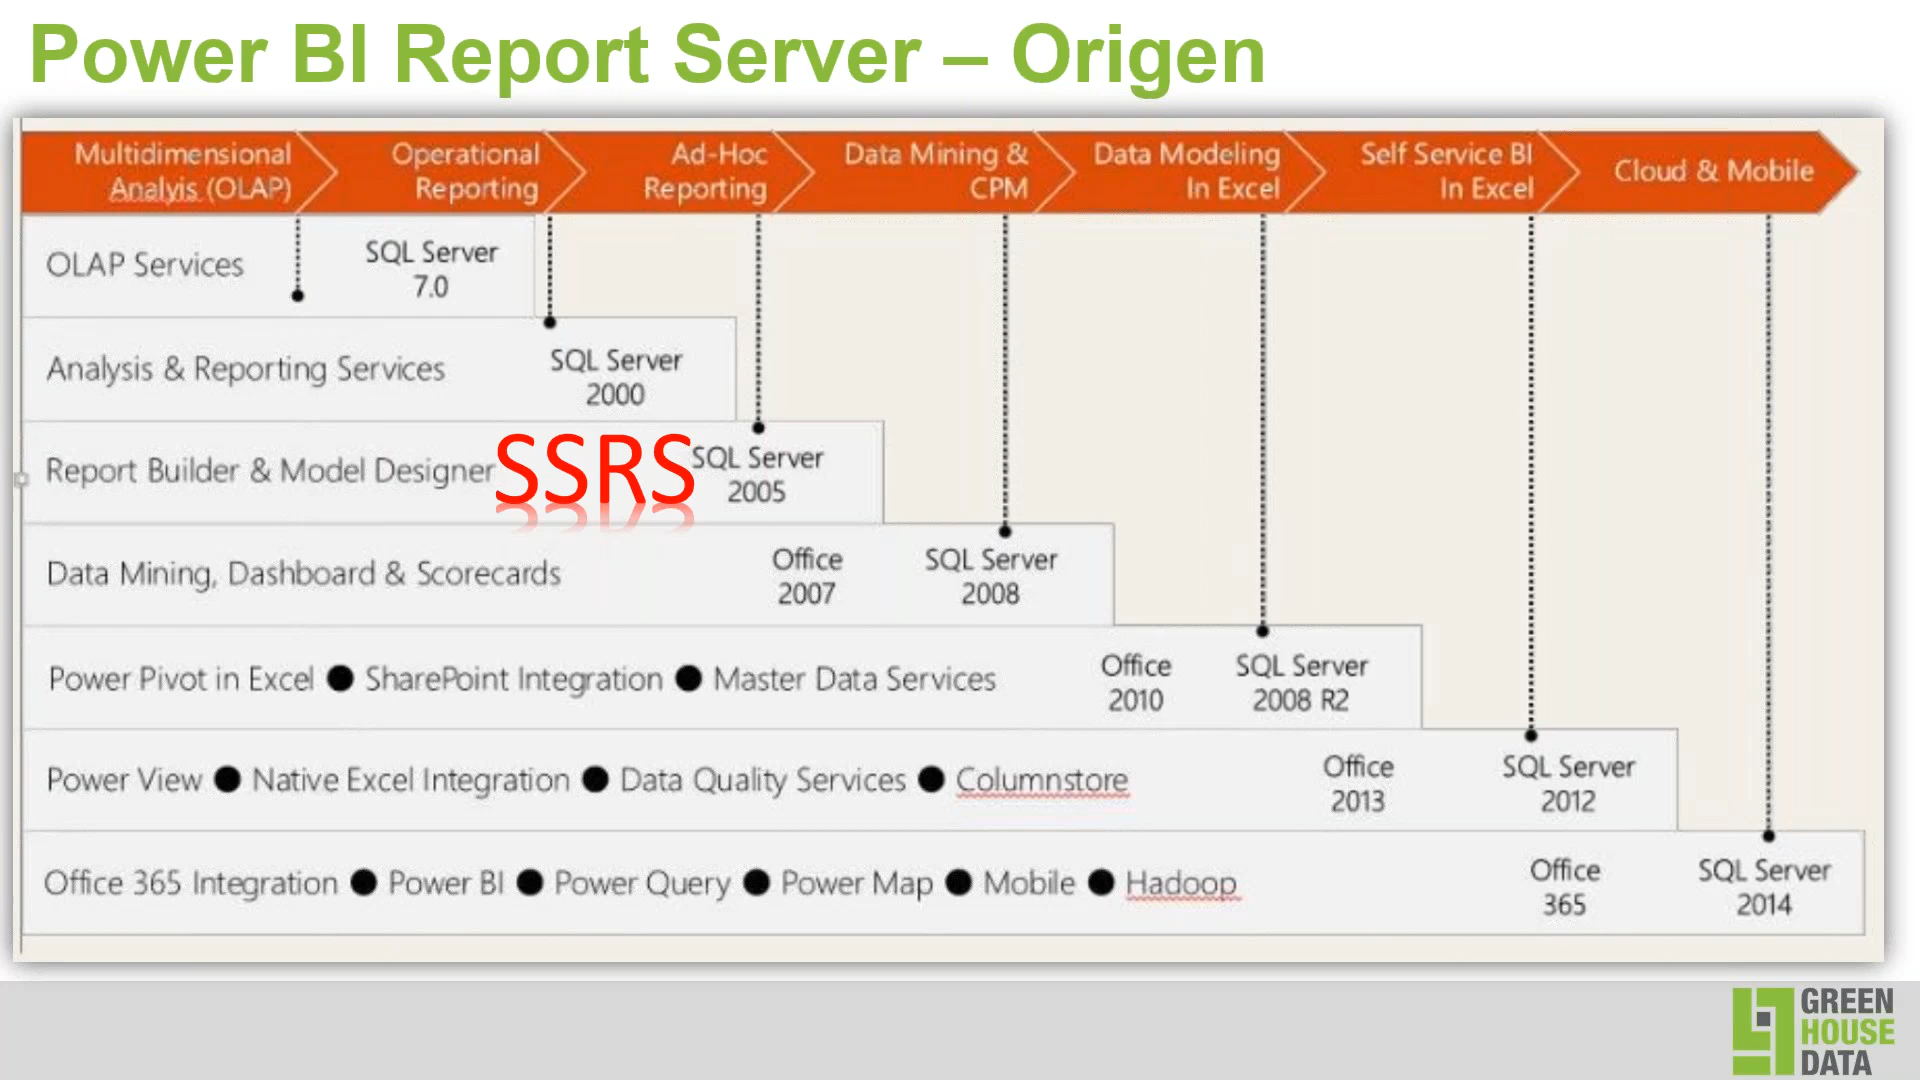 Power BI Report Server – Origen
Multidimensional
Analyis (OLAP)
Operational
Reporting
Ad-Hoc
Reporting
Data Mining &
CPM
Data Modeling
In Excel
Self Service BI
In Excel
Cloud & Mobile
OLAP Services
SQL Server
7.0
Analysis & Reporting Services
SQL Server
2000
Report Builder & Model Designer
SSRS
SQL Server
2005
Data Mining, Dashboard & Scorecards
Office
2007
SQL Server
2008
Power Pivot in Excel ● SharePoint Integration ● Master Data Services
Office
2010
SQL Server
2008 R2
Power View ● Native Excel Integration ● Data Quality Services ● Columnstore
Office
2013
SQL Server
2012
Office 365 Integration ● Power BI ● Power Query ● Power Map ● Mobile ● Hadoop
Office
365
SQL Server
2014
GREEN
HOUSE
DATA